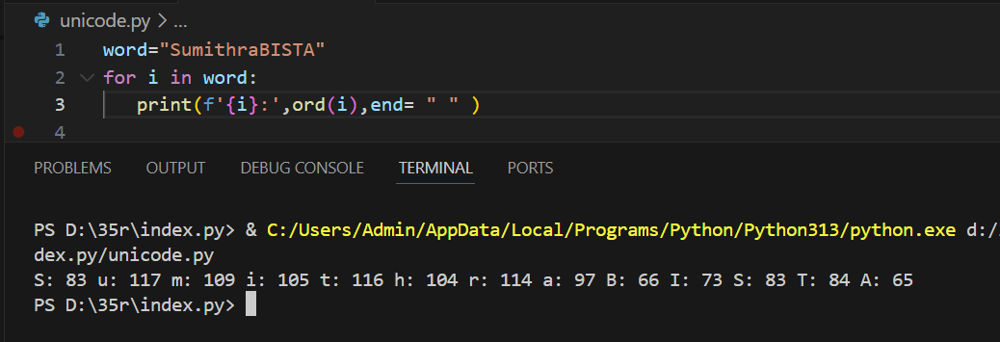 unicode.py > ...
1 word="SumithraBISTA"
2 for i in word:
3 print(f'{i}:',ord(i),end= " " )
4
PROBLEMS OUTPUT DEBUG CONSOLE TERMINAL PORTS
PS D:\35r\index.py> & C:/Users/Admin/AppData/Local/Programs/Python/Python313/python.exe d:/
dex.py/unicode.py
S: 83 u: 117 m: 109 i: 105 t: 116 h: 104 r: 114 a: 97 B: 66 I: 73 S: 83 T: 84 A: 65
PS D:\35r\index.py>